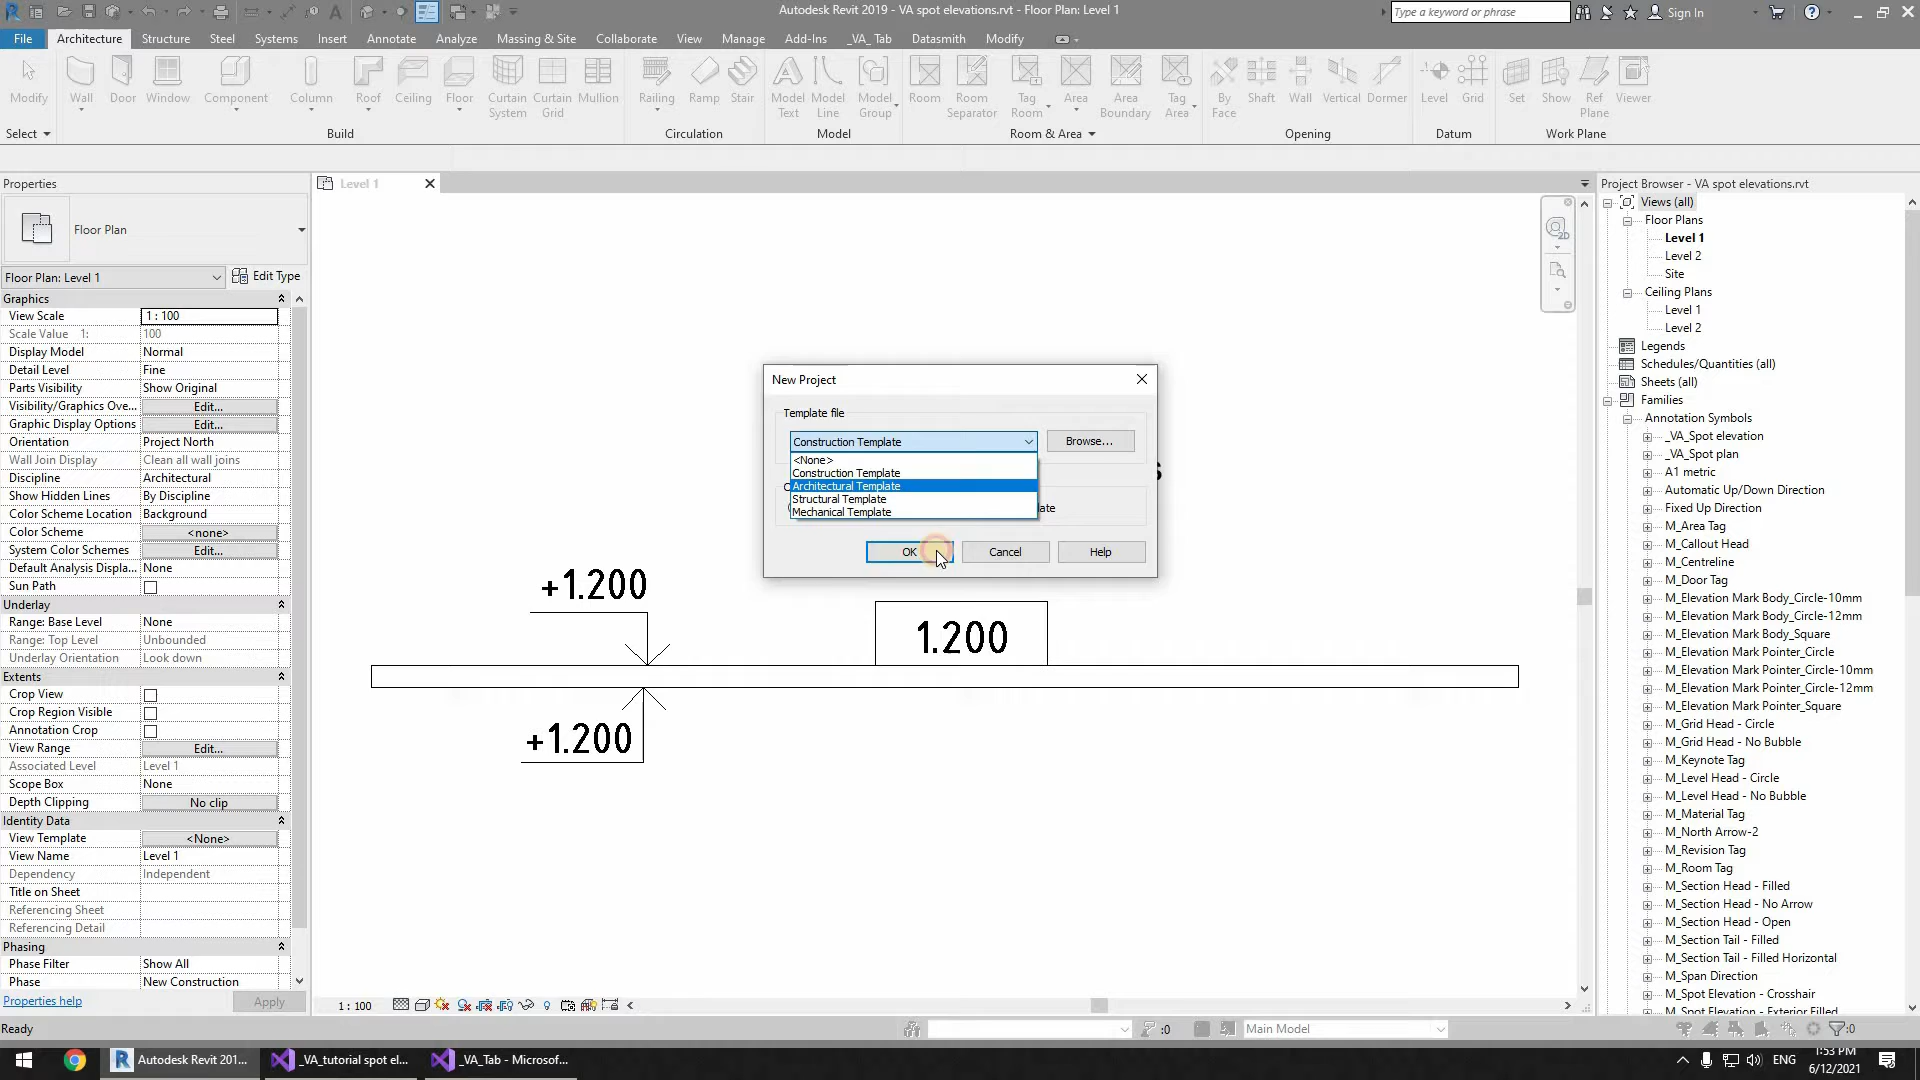 Autodesk Revit 2019 - VA spot elevations.rvt - Floor Plan: Level 1
Type a keyword or phrase
Sign In
File
Architecture
Structure
Steel
Systems
Insert
Annotate
Analyze
Massing & Site
Collaborate
View
Manage
Add-Ins
_VA_ Tab
Datasmith
Modify
Modify
Wall
Door
Window
Component
Column
Roof
Ceiling
Floor
Curtain System
Curtain Grid
Mullion
Railing
Ramp
Stair
Model Text
Model Line
Model Group
Room
Room Separator
Tag Room
Area
Area Boundary
Tag Area
By Face
Shaft
Wall
Vertical
Dormer
Level
Grid
Set
Show
Ref Plane
Viewer
Select
Build
Circulation
Model
Room & Area
Opening
Datum
Work Plane
Properties
Floor Plan
Floor Plan: Level 1
Edit Type
Graphics
View Scale 1 : 100
Scale Value 1: 100
Display Model Normal
Detail Level Fine
Parts Visibility Show Original
Visibility/Graphics Ove... Edit...
Graphic Display Options Edit...
Orientation Project North
Wall Join Display Clean all wall joins
Discipline Architectural
Show Hidden Lines By Discipline
Color Scheme Location Background
Color Scheme <none>
System Color Schemes Edit...
Default Analysis Displa... None
Sun Path
Underlay
Range: Base Level None
Range: Top Level Unbounded
Underlay Orientation Look down
Extents
Crop View
Crop Region Visible
Annotation Crop
View Range Edit...
Associated Level Level 1
Scope Box None
Depth Clipping No clip
Identity Data
View Template <None>
View Name Level 1
Dependency Independent
Title on Sheet
Referencing Sheet
Referencing Detail
Phasing
Phase Filter Show All
Phase New Construction
Properties help
Apply
Level 1
2D
New Project
Template file
Construction Template
Browse...
<None>
Construction Template
Architectural Template
Structural Template
Mechanical Template
OK
Cancel
Help
+1.200
1.200
+1.200
1 : 100
Project Browser - VA spot elevations.rvt
Views (all)
Floor Plans
Level 1
Level 2
Site
Ceiling Plans
Level 1
Level 2
Legends
Schedules/Quantities (all)
Sheets (all)
Families
Annotation Symbols
_VA_Spot elevation
_VA_Spot plan
A1 metric
Automatic Up/Down Direction
Fixed Up Direction
M_Area Tag
M_Callout Head
M_Centreline
M_Door Tag
M_Elevation Mark Body_Circle-10mm
M_Elevation Mark Body_Circle-12mm
M_Elevation Mark Body_Square
M_Elevation Mark Pointer_Circle
M_Elevation Mark Pointer_Circle-10mm
M_Elevation Mark Pointer_Circle-12mm
M_Elevation Mark Pointer_Square
M_Grid Head - Circle
M_Grid Head - No Bubble
M_Keynote Tag
M_Level Head - Circle
M_Level Head - No Bubble
M_Material Tag
M_North Arrow-2
M_Revision Tag
M_Room Tag
M_Section Head - Filled
M_Section Head - No Arrow
M_Section Head - Open
M_Section Tail - Filled
M_Section Tail - Filled Horizontal
M_Span Direction
M_Spot Elevation - Crosshair
M_Spot Elevation - Exterior Filled
Ready
:0
Main Model
:0
Autodesk Revit 201...
_VA_tutorial spot el...
_VA_Tab - Microsof...
ENG
1:53 PM
6/12/2021